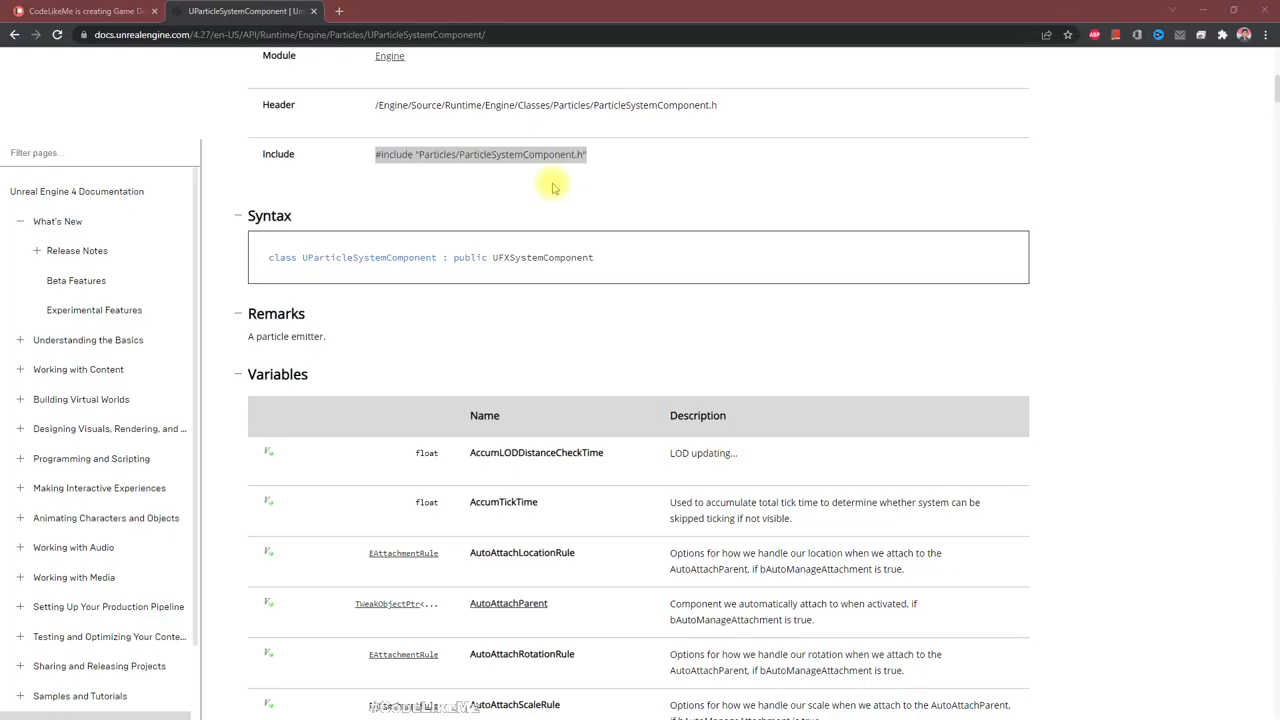 CodeLikeMe is creating Game De
UParticleSystemComponent | Un
docs.unrealengine.com/4.27/en-US/API/Runtime/Engine/Particles/UParticleSystemComponent/
Module
Engine
Header
/Engine/Source/Runtime/Engine/Classes/Particles/ParticleSystemComponent.h
Include
#include "Particles/ParticleSystemComponent.h"
Filter pages...
Unreal Engine 4 Documentation
What's New
Release Notes
Beta Features
Experimental Features
Understanding the Basics
Working with Content
Building Virtual Worlds
Designing Visuals, Rendering, and ...
Programming and Scripting
Making Interactive Experiences
Animating Characters and Objects
Working with Audio
Working with Media
Setting Up Your Production Pipeline
Testing and Optimizing Your Conte...
Sharing and Releasing Projects
Samples and Tutorials
Syntax
class UParticleSystemComponent : public UFXSystemComponent
Remarks
A particle emitter.
Variables
Name Description
float AccumLODDistanceCheckTime LOD updating...
float AccumTickTime Used to accumulate total tick time to determine whether system can be
skipped ticking if not visible.
EAttachmentRule AutoAttachLocationRule Options for how we handle our location when we attach to the
AutoAttachParent, if bAutoManageAttachment is true.
TWeakObjectPtr<... AutoAttachParent Component we automatically attach to when activated, if
bAutoManageAttachment is true.
EAttachmentRule AutoAttachRotationRule Options for how we handle our rotation when we attach to the
AutoAttachParent, if bAutoManageAttachment is true.
AutoAttachScaleRule Options for how we handle our scale when we attach to the
AutoAttachParent, if bAutoManageAttachment is true.
#CODELIKEME